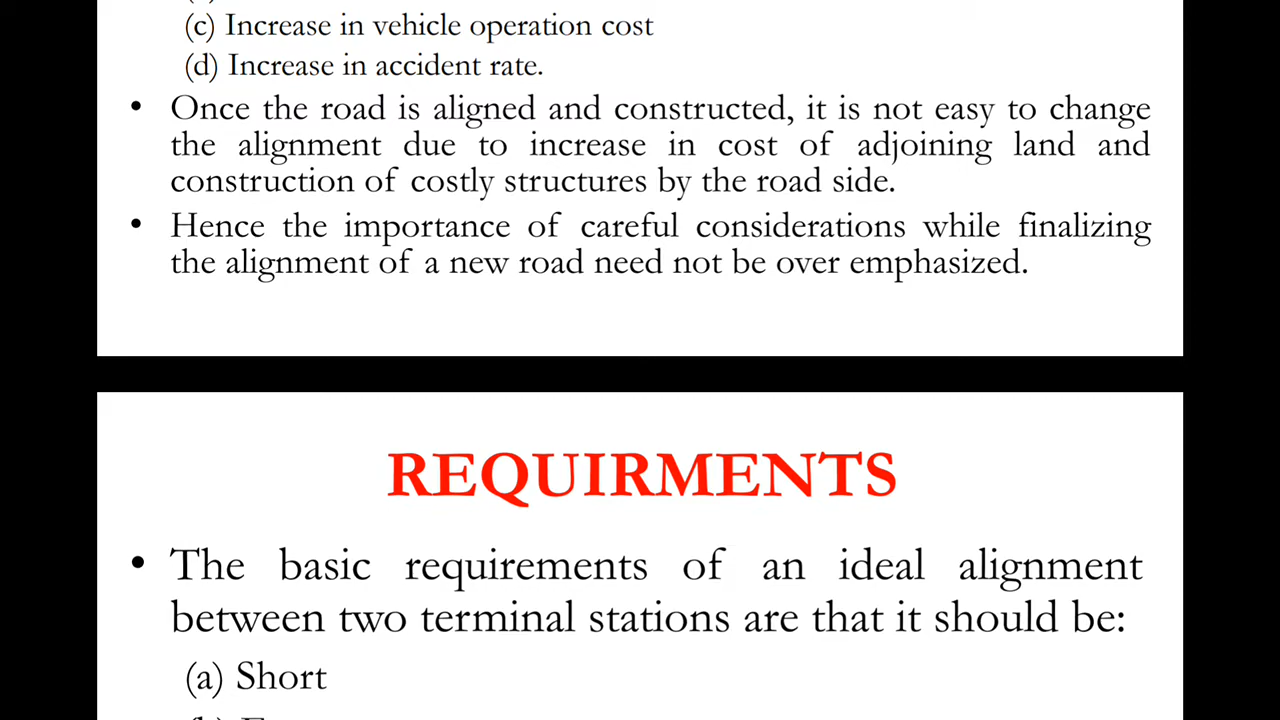 (c) Increase in vehicle operation cost
(d) Increase in accident rate.
• Once the road is aligned and constructed, it is not easy to change
the alignment due to increase in cost of adjoining land and
construction of costly structures by the road side.
• Hence the importance of careful considerations while finalizing
the alignment of a new road need not be over emphasized.
REQUIRMENTS
• The basic requirements of an ideal alignment
between two terminal stations are that it should be:
(a) Short